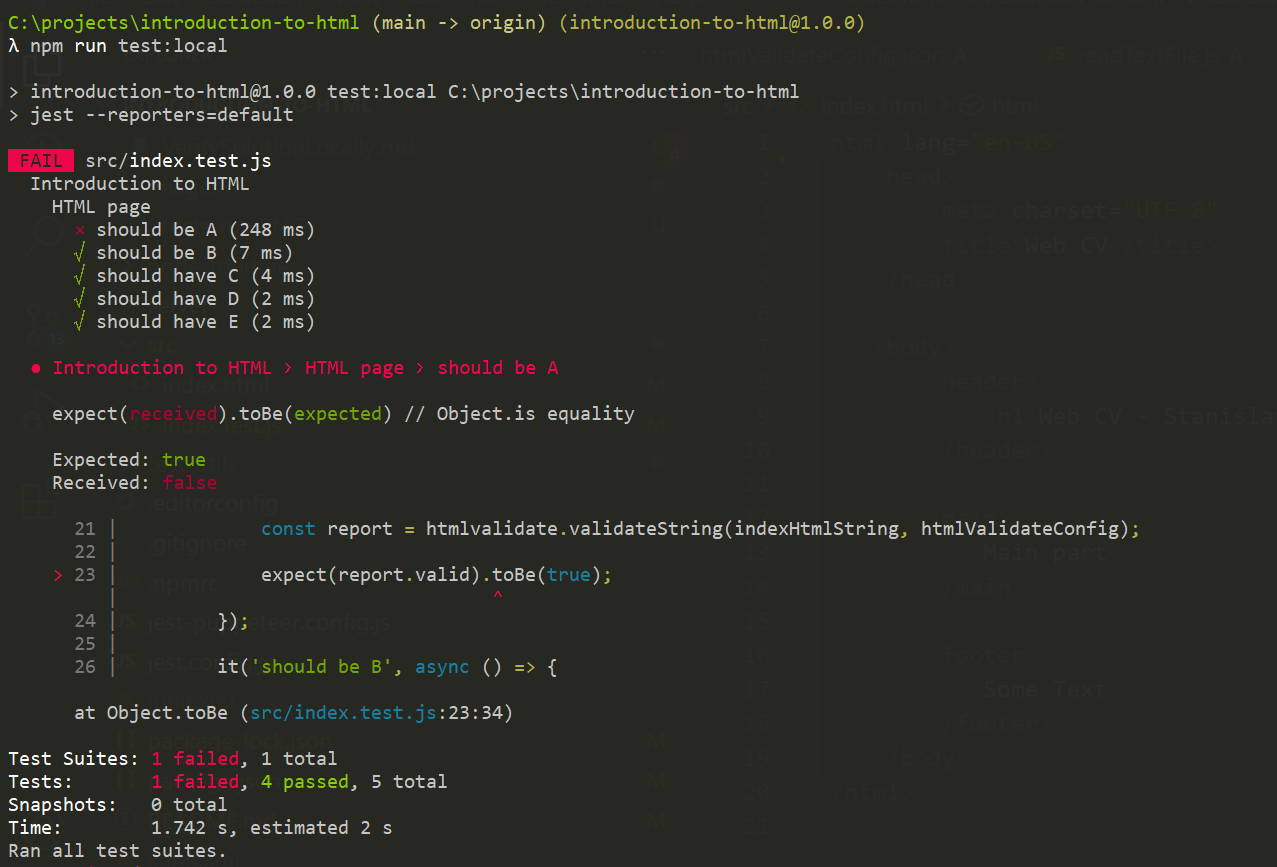 C:\projects\introduction-to-html (main -> origin) (introduction-to-html@1.0.0)
λ npm run test:local
> introduction-to-html@1.0.0 test:local C:\projects\introduction-to-html
> jest --reporters=default
FAIL src/index.test.js
Introduction to HTML
HTML page
× should be A (248 ms)
√ should be B (7 ms)
√ should have C (4 ms)
√ should have D (2 ms)
√ should have E (2 ms)
● Introduction to HTML › HTML page › should be A
expect(received).toBe(expected) // Object.is equality
Expected: true
Received: false
21 | const report = htmlvalidate.validateString(indexHtmlString, htmlValidateConfig);
22 |
> 23 | expect(report.valid).toBe(true);
| ^
24 | });
25 |
26 | it('should be B', async () => {
at Object.toBe (src/index.test.js:23:34)
Test Suites: 1 failed, 1 total
Tests: 1 failed, 4 passed, 5 total
Snapshots: 0 total
Time: 1.742 s, estimated 2 s
Ran all test suites.